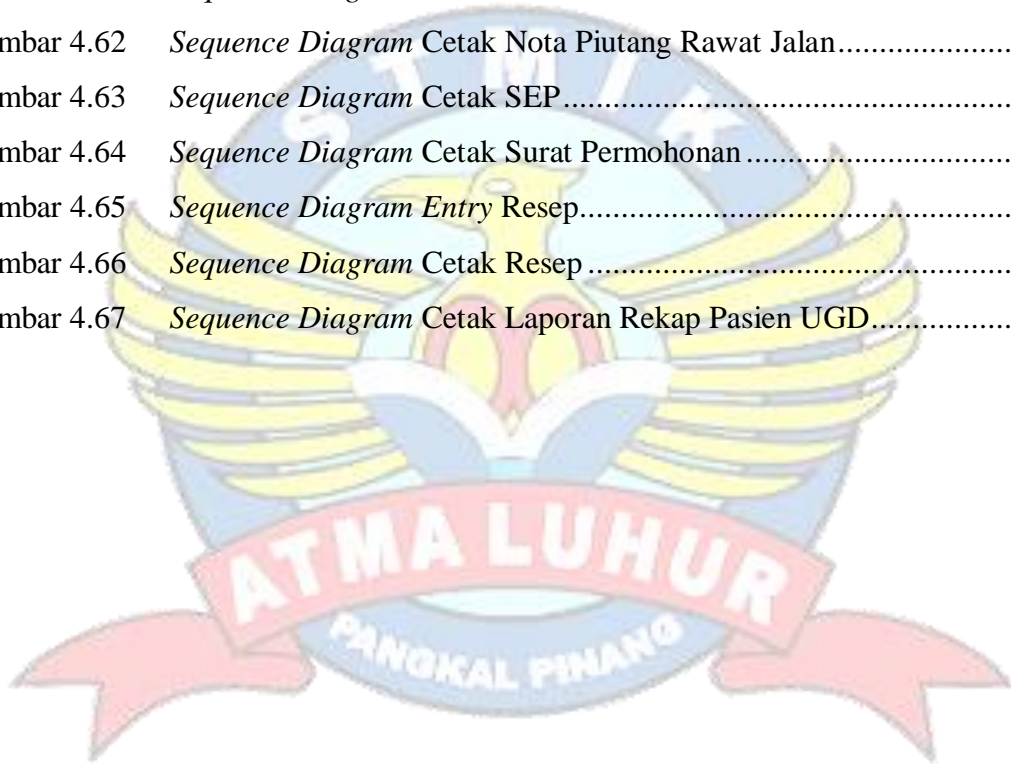 mbar 4.62 Sequence Diagram Cetak Nota Piutang Rawat Jalan......................
mbar 4.63 Sequence Diagram Cetak SEP..........................................................
mbar 4.64 Sequence Diagram Cetak Surat Permohonan..................................
mbar 4.65 Sequence Diagram Entry Resep.......................................................
mbar 4.66 Sequence Diagram Cetak Resep......................................................
mbar 4.67 Sequence Diagram Cetak Laporan Rekap Pasien UGD.................
STMIK
ATMA LUHUR
PANGKAL PINANG